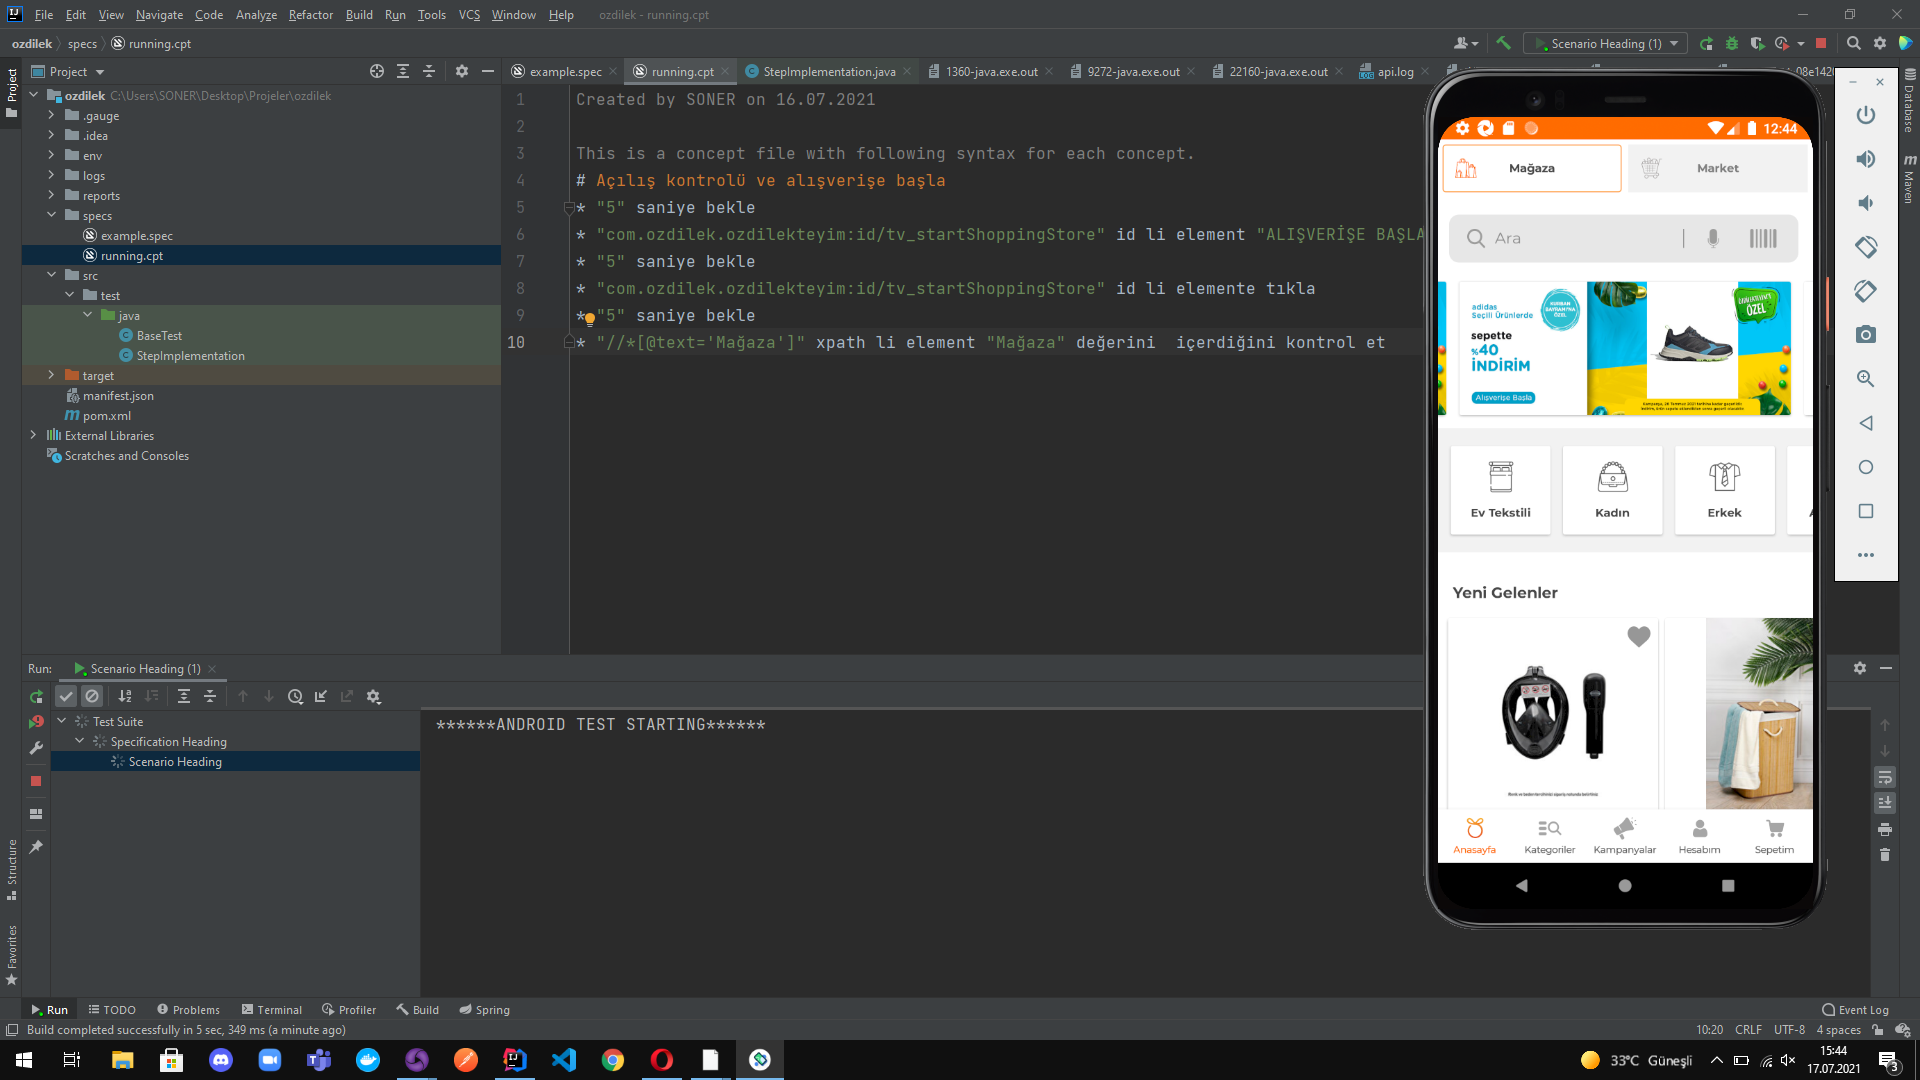 File Edit View Navigate Code Analyze Refactor Build Run Tools VCS Window Help ozdilek - running.cpt
ozdilek specs running.cpt
Scenario Heading (1)
Project
example.spec running.cpt StepImplementation.java 1360-java.exe.out 9272-java.exe.out 22160-java.exe.out api.log
ozdilek C:\Users\SONER\Desktop\Projeler\ozdilek
.gauge
.idea
env
logs
reports
specs
example.spec
running.cpt
src
test
java
BaseTest
StepImplementation
target
manifest.json
pom.xml
External Libraries
Scratches and Consoles
Project
Structure
Favorites
1 Created by SONER on 16.07.2021
2
3 This is a concept file with following syntax for each concept.
4 # Açılış kontrolü ve alışverişe başla
5 * "5" saniye bekle
6 * "com.ozdilek.ozdilekteyim:id/tv_startShoppingStore" id li element "ALIŞVERİŞE BAŞLA
7 * "5" saniye bekle
8 * "com.ozdilek.ozdilekteyim:id/tv_startShoppingStore" id li elemente tıkla
9 * "5" saniye bekle
10 * "//*[@text='Mağaza']" xpath li element "Mağaza" değerini  içerdiğini kontrol et
12:44
Mağaza Market
Ara
adidas
Seçili Ürünlerde
sepette
%40
İNDİRİM
Alışverişe Başla
KURBAN
BAYRAMI'NA
ÖZEL
ÖZEL
Ev Tekstili Kadın Erkek
Yeni Gelenler
Anasayfa Kategoriler Kampanyalar Hesabım Sepetim
Database
Maven
Run: Scenario Heading (1)
Test Suite
Specification Heading
Scenario Heading
******ANDROID TEST STARTING******
Run TODO Problems Terminal Profiler Build Spring Event Log
Build completed successfully in 5 sec, 349 ms (a minute ago) 10:20 CRLF UTF-8 4 spaces
33°C Güneşli
15:44
17.07.2021
3